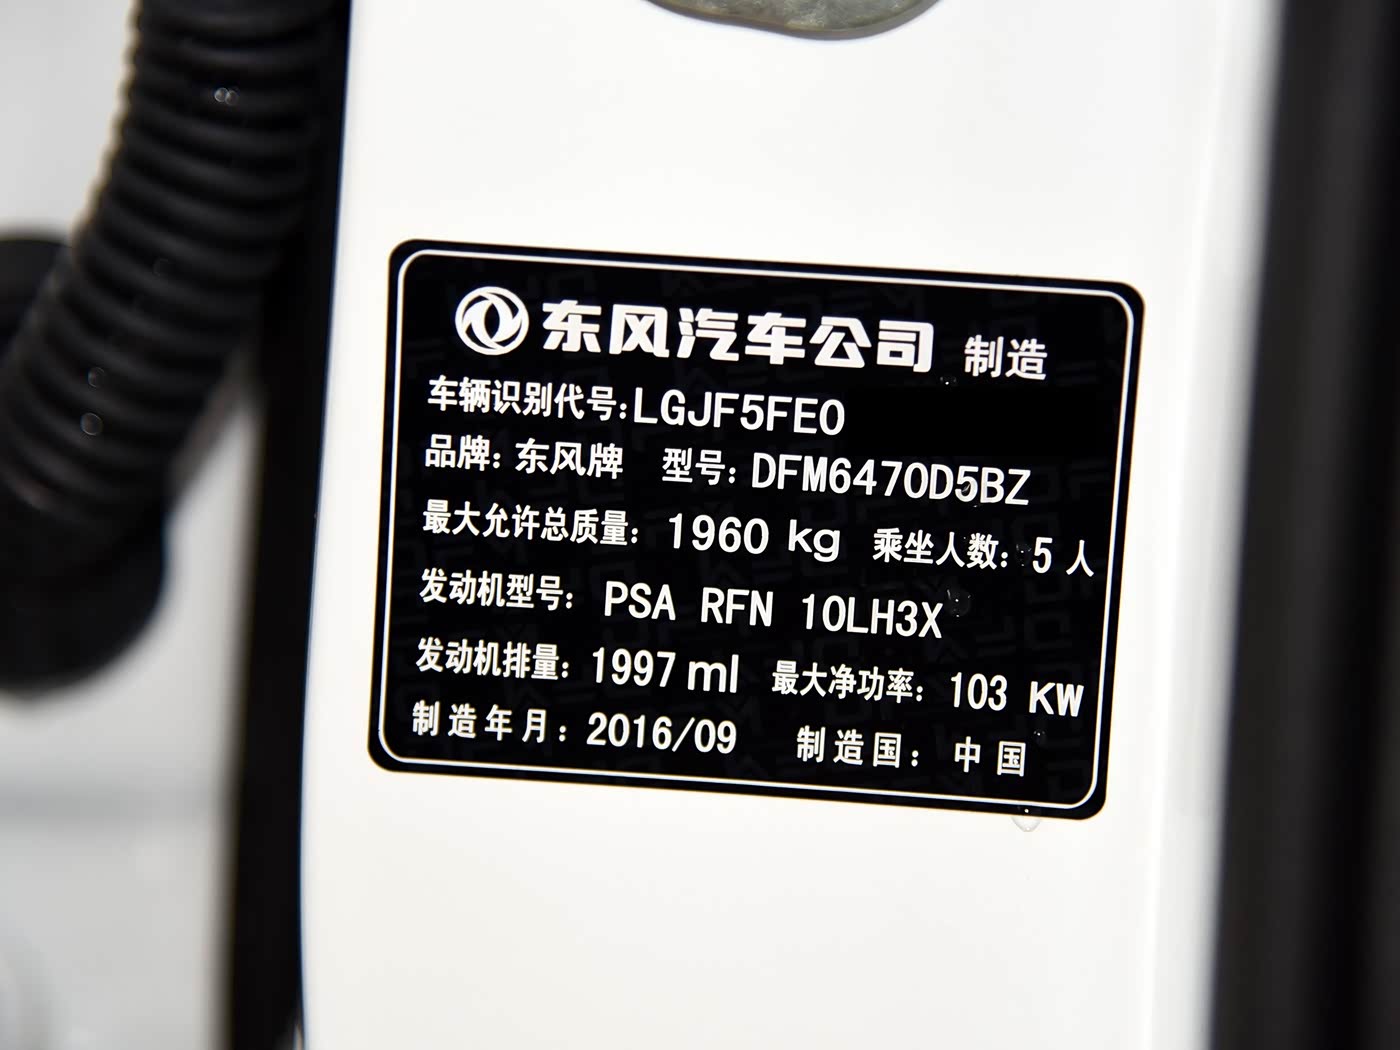 东风汽车公司 制造
车辆识别代号:LGJF5FE0
品牌: 东风牌 型号: DFM6470D5BZ
最大允许总质量: 1960 kg 乘坐人数: 5 人
发动机型号: PSA RFN 10LH3X
发动机排量: 1997 ml 最大净功率: 103 KW
制造年月: 2016/09 制造国: 中国